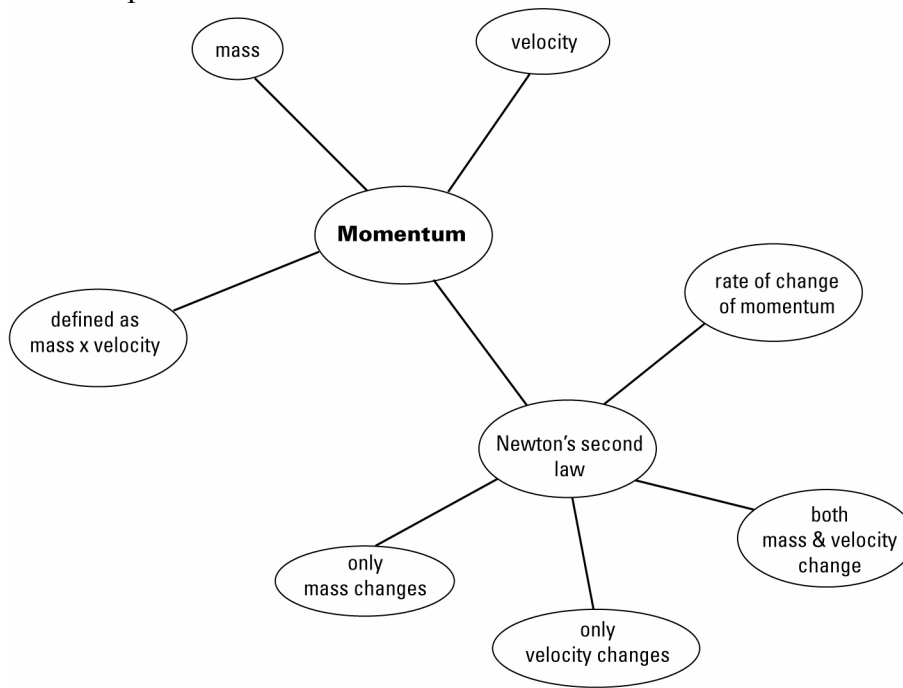 mass
velocity
Momentum
rate of change
of momentum
defined as
mass x velocity
Newton's second
law
both
mass & velocity
change
only
mass changes
only
velocity changes